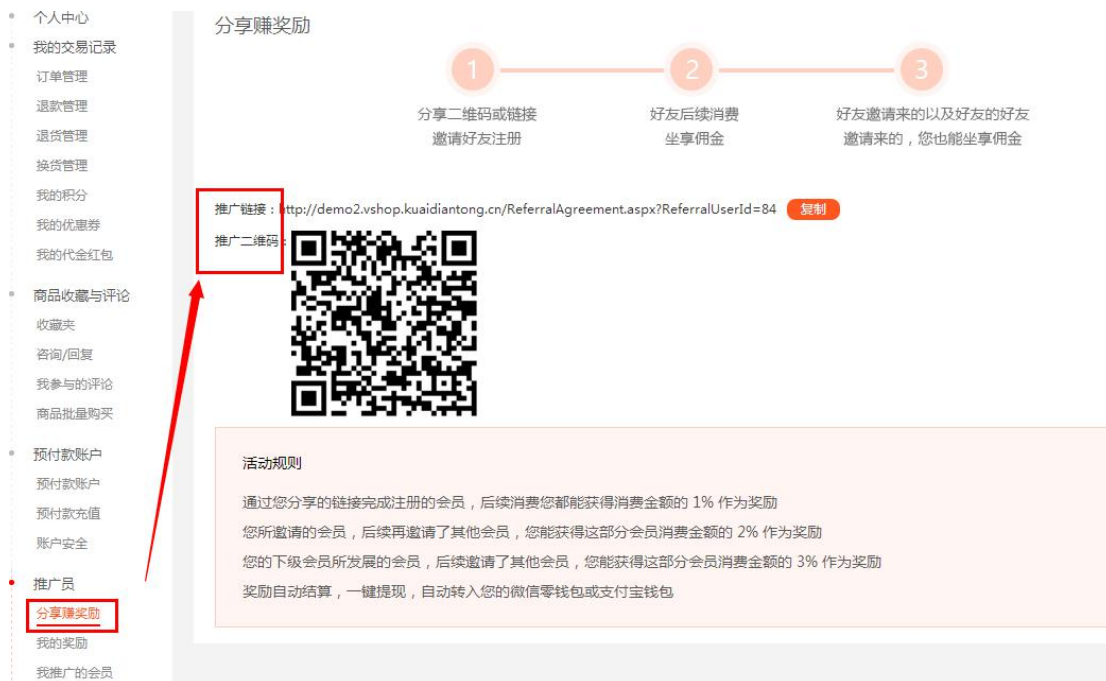 个人中心
我的交易记录
订单管理
退款管理
退货管理
换货管理
我的积分
我的优惠券
我的代金红包
商品收藏与评论
收藏夹
咨询/回复
我参与的评论
商品批量购买
预付款账户
预付款账户
预付款充值
账户安全
推广员
分享赚奖励
我的奖励
我推广的会员
分享赚奖励
1
2
3
分享二维码或链接
邀请好友注册
好友后续消费
坐享佣金
好友邀请来的以及好友的好友
邀请来的，您也能坐享佣金
推广链接：http://demo2.vshop.kuaidiantong.cn/ReferralAgreement.aspx?ReferralUserId=84 复制
推广二维码：
活动规则
通过您分享的链接完成注册的会员，后续消费您都能获得消费金额的 1% 作为奖励
您所邀请的会员，后续再邀请了其他会员，您能获得这部分会员消费金额的 2% 作为奖励
您的下级会员所发展的会员，后续邀请了其他会员，您能获得这部分会员消费金额的 3% 作为奖励
奖励自动结算，一键提现，自动转入您的微信零钱包或支付宝钱包